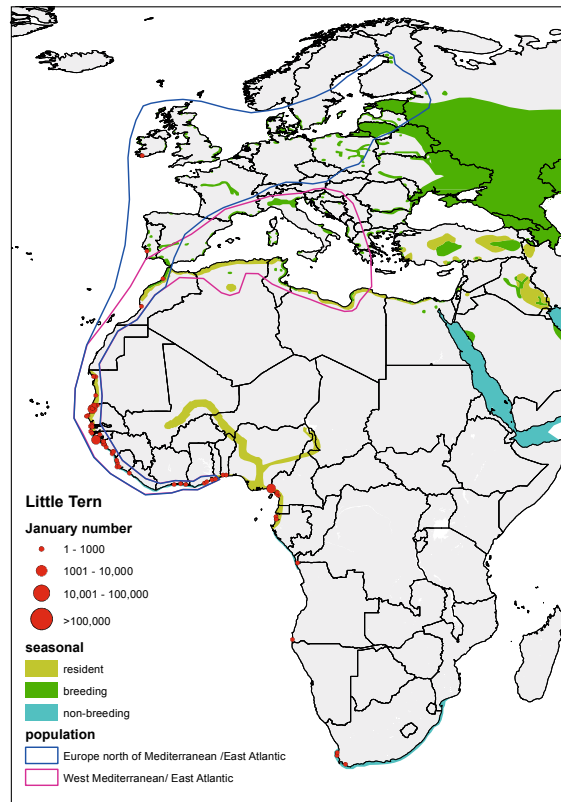 Little Tern
January number
1 - 1000
1001 - 10,000
10,001 - 100,000
>100,000
seasonal
resident
breeding
non-breeding
population
Europe north of Mediterranean /East Atlantic
West Mediterranean/ East Atlantic